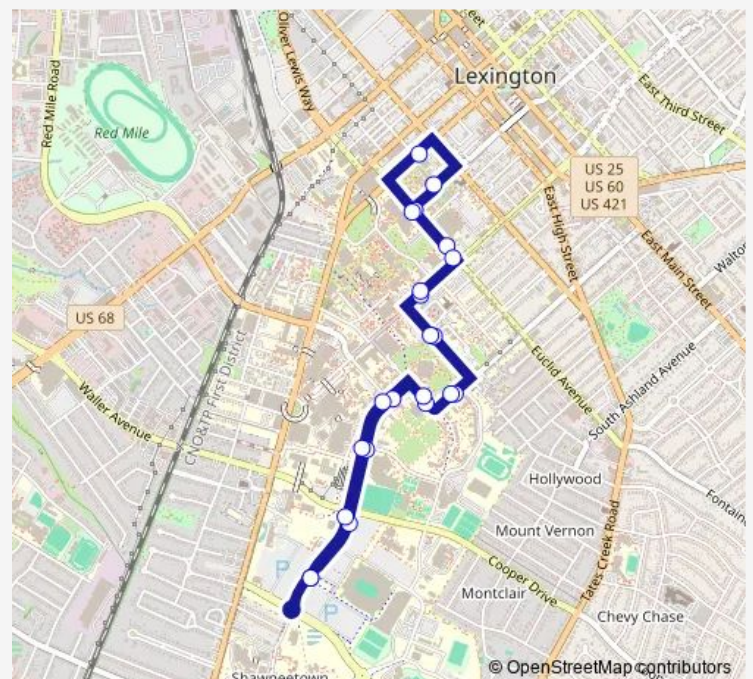 Oliver Lewis Way
Street
Lexington
Red Mile Road
Red Mile
East Third Street
US 25
US 60
US 421
East High Street
East Main Street
US 68
CNO&TP First District
Euclid Avenue
South Ashland Avenue
Waller Avenue
Hollywood
Mount Vernon
Tates Creek Road
Cooper Drive
Montclair
Chevy Chase
P
P
Shawneetown
© OpenStreetMap contributors